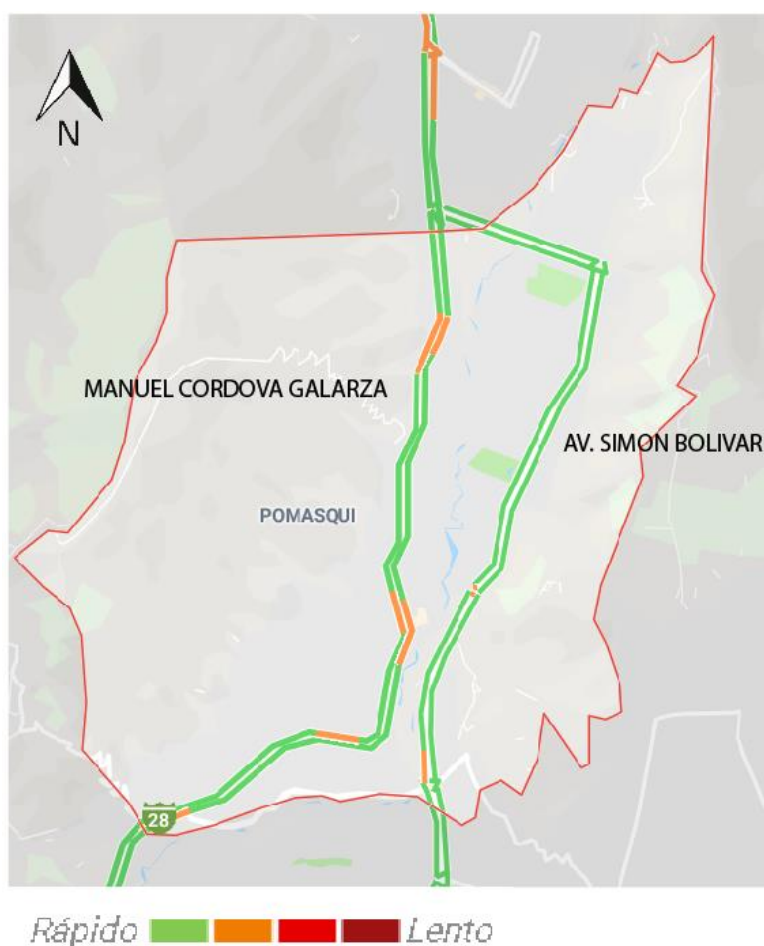 N
MANUEL CORDOVA GALARZA
AV. SIMON BOLIVAR
POMASQUI
28
Rápido Lento